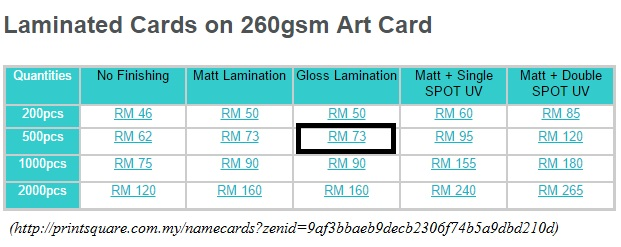 Laminated Cards on 260gsm Art Card
Quantities No Finishing Matt Lamination Gloss Lamination Matt + Single SPOT UV Matt + Double SPOT UV
200pcs RM 46 RM 50 RM 50 RM 60 RM 85
500pcs RM 62 RM 73 RM 73 RM 95 RM 120
1000pcs RM 75 RM 90 RM 90 RM 155 RM 180
2000pcs RM 120 RM 160 RM 160 RM 240 RM 265
(http://printsquare.com.my/namecards?zenid=9af3bbaeb9decb2306f74b5a9dbd210d)